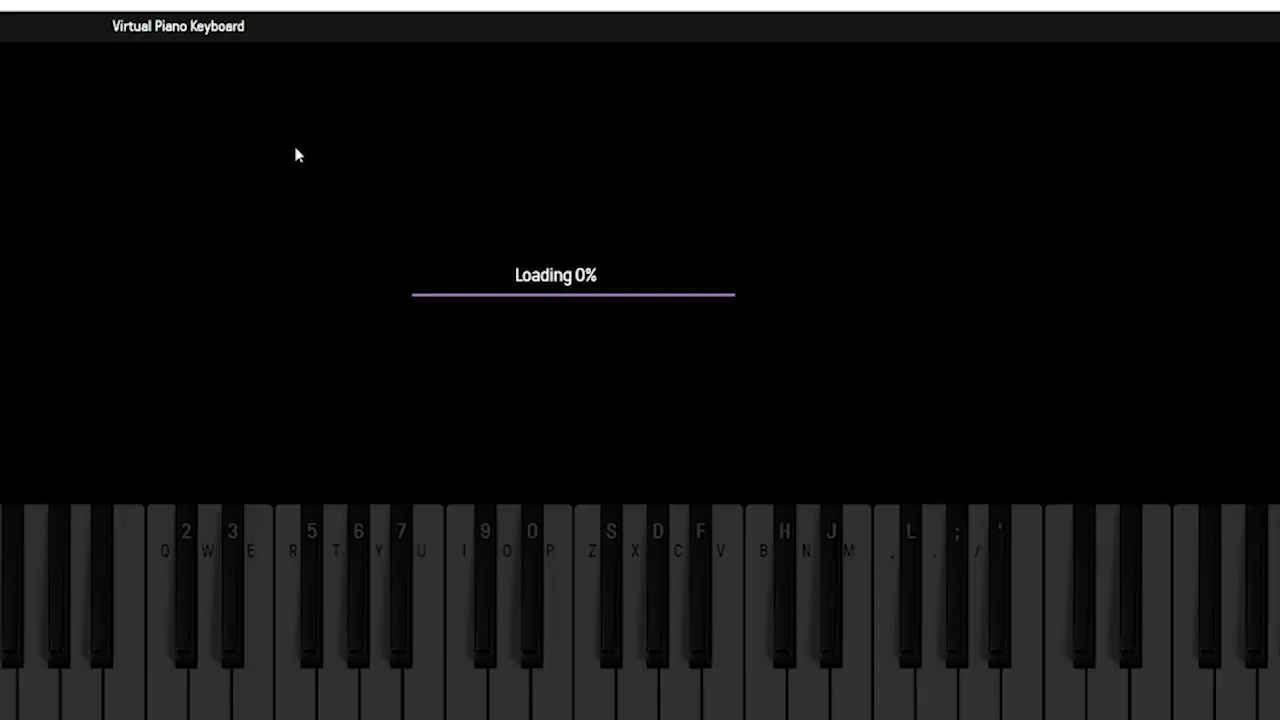 Virtual Piano Keyboard
Loading 0%
2 3 5 6 7 9 0 S D F H J L ; '
Q W E R T Y U I O P Z X C V B N M , . /